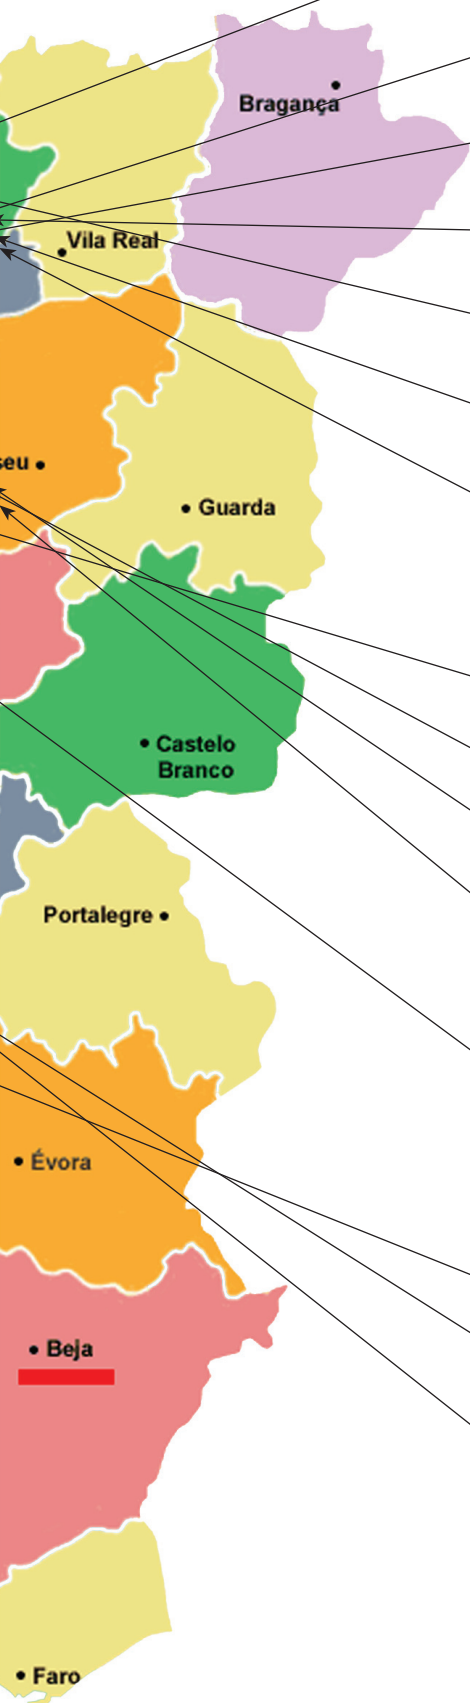 Bragança
Vila Real
seu
Guarda
Castelo
Branco
Portalegre
Évora
Beja
Faro